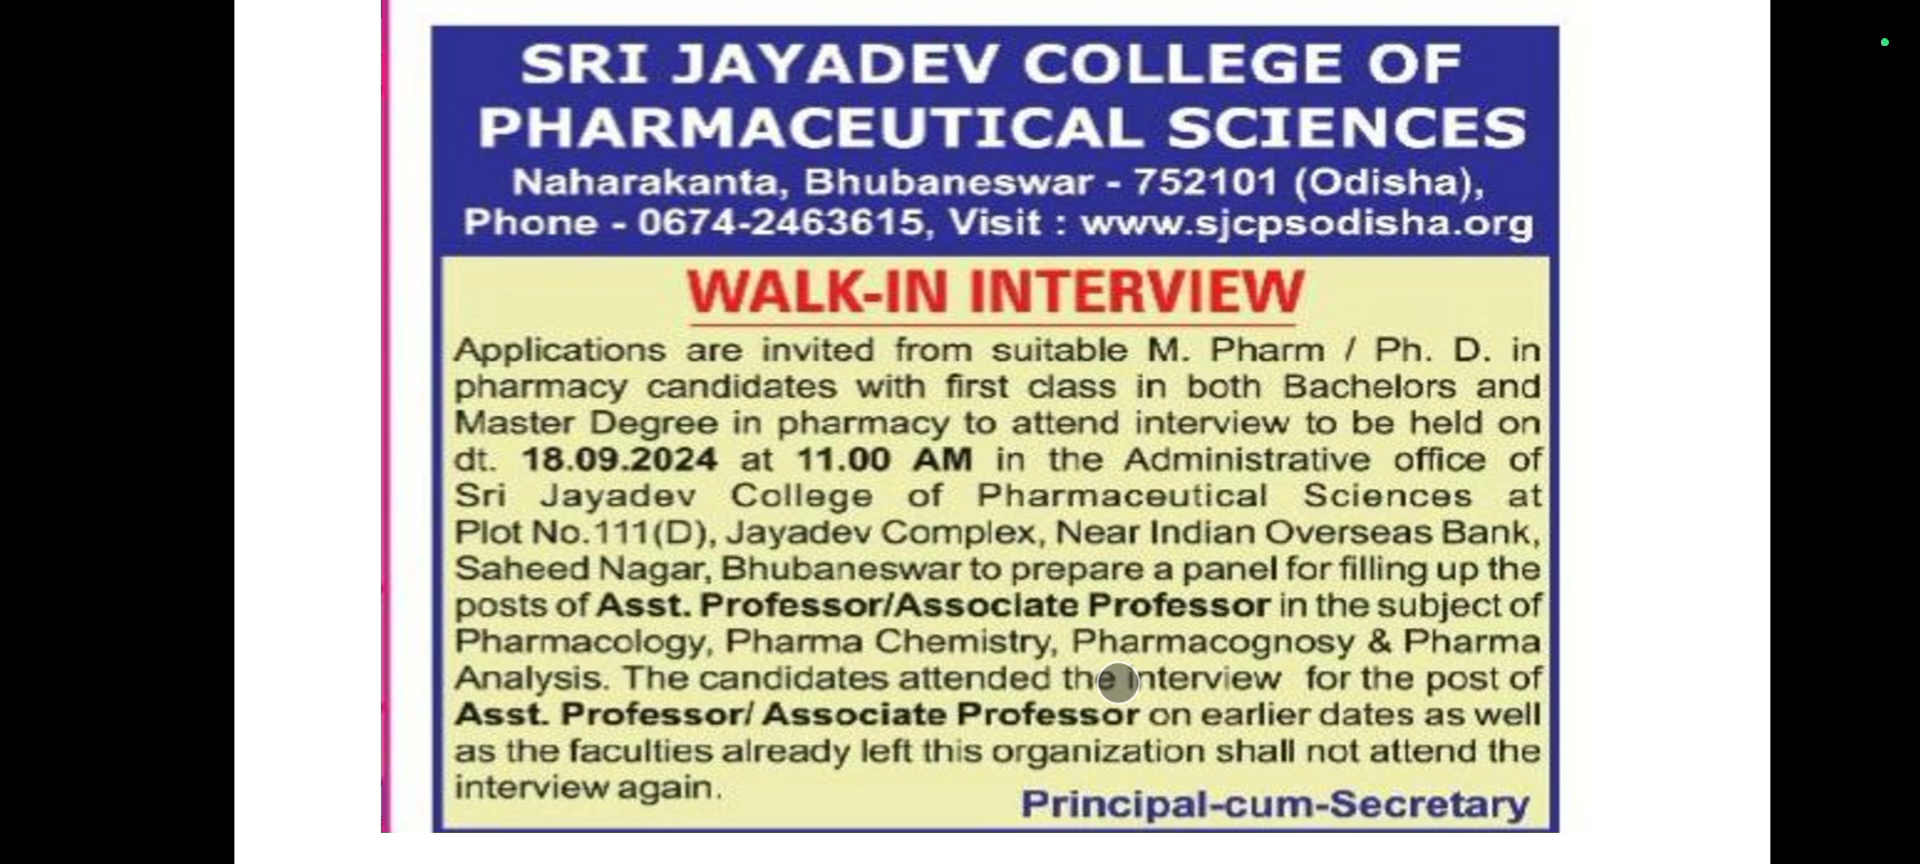 SRI JAYADEV COLLEGE OF
PHARMACEUTICAL SCIENCES
Naharakanta, Bhubaneswar - 752101 (Odisha),
Phone - 0674-2463615, Visit : www.sjcpsodisha.org
WALK-IN INTERVIEW
Applications are invited from suitable M. Pharm / Ph. D. in
pharmacy candidates with first class in both Bachelors and
Master Degree in pharmacy to attend interview to be held on
dt. 18.09.2024 at 11.00 AM in the Administrative office of
Sri Jayadev College of Pharmaceutical Sciences at
Plot No.111(D), Jayadev Complex, Near Indian Overseas Bank,
Saheed Nagar, Bhubaneswar to prepare a panel for filling up the
posts of Asst. Professor/Associate Professor in the subject of
Pharmacology, Pharma Chemistry, Pharmacognosy & Pharma
Analysis. The candidates attended the interview for the post of
Asst. Professor/ Associate Professor on earlier dates as well
as the faculties already left this organization shall not attend the
interview again.
Principal-cum-Secretary